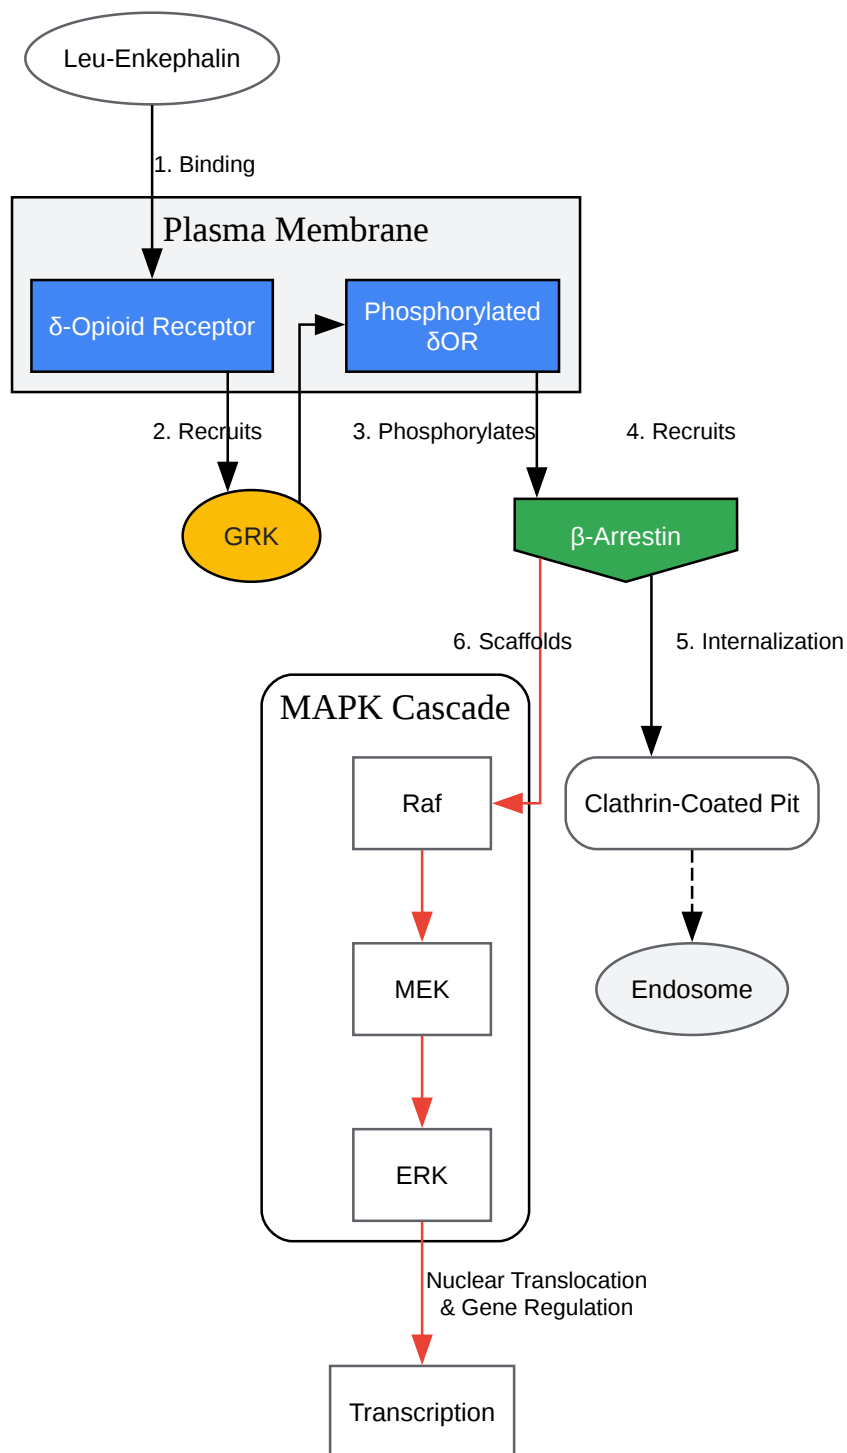 Leu-Enkephalin
1. Binding
Plasma Membrane
δ-Opioid Receptor
Phosphorylated
δOR
2. Recruits
3. Phosphorylates
4. Recruits
GRK
β-Arrestin
6. Scaffolds
5. Internalization
MAPK Cascade
Raf
Clathrin-Coated Pit
MEK
Endosome
ERK
Nuclear Translocation
& Gene Regulation
Transcription